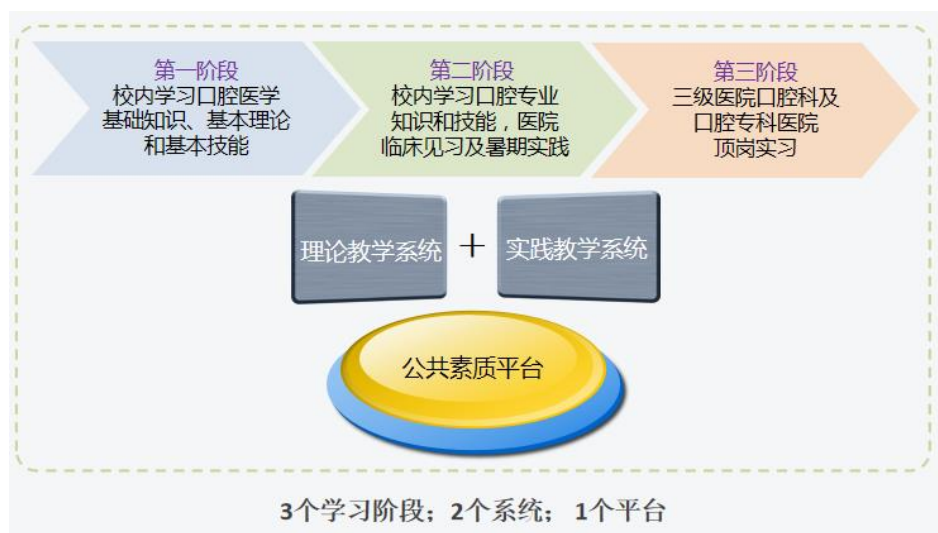 第一阶段
校内学习口腔医学
基础知识、基本理论
和基本技能
第二阶段
校内学习口腔专业
知识和技能，医院
临床见习及暑期实践
第三阶段
三级医院口腔科及
口腔专科医院
顶岗实习
理论教学系统
+
实践教学系统
公共素质平台
3个学习阶段；2个系统； 1个平台